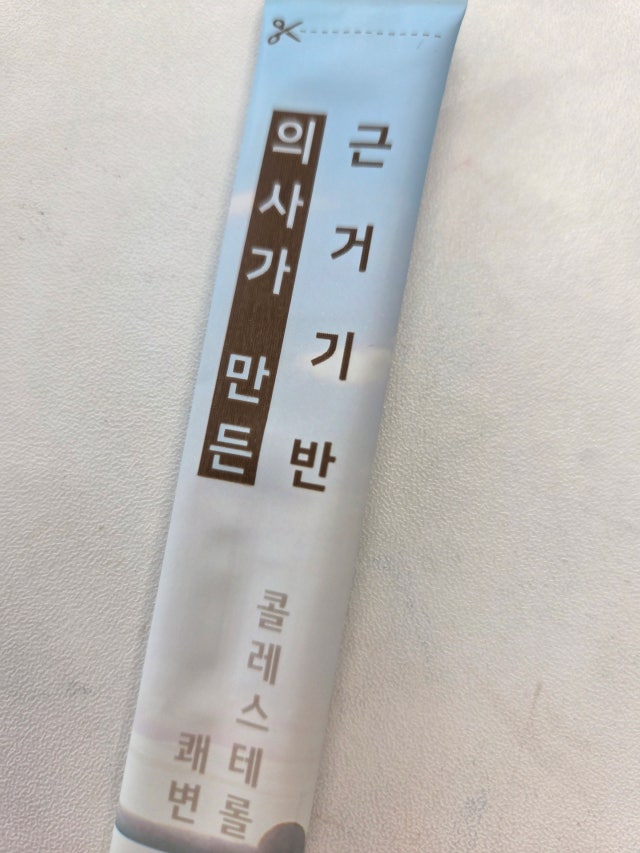 근거기반
의사가 만든
콜레스테롤
쾌변